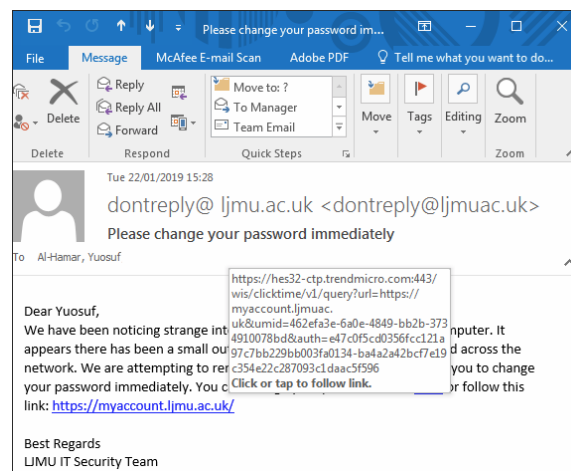 Please change your password im...
File Message McAfee E-mail Scan Adobe PDF Tell me what you want to do...
Delete
Reply
Reply All
Forward
Move to: ?
To Manager
Team Email
Move
Tags
Editing
Zoom
Delete Respond Quick Steps Zoom
Tue 22/01/2019 15:28
dontreply@ ljmu.ac.uk <dontreply@ljmuac.uk>
Please change your password immediately
To Al-Hamar, Yuosuf
https://hes32-ctp.trendmicro.com:443/
wis/clicktime/v1/query?url=https://
myaccount.ljmuac.
uk&umid=462efa3e-6a0e-4849-bb2b-373
4910078bd&auth=e47c0f5cd0356fcc121a
97c7bb229bb003fa0134-ba4a2a42bcf7e19
c354e22c287093c1daac5f596
Click or tap to follow link.
Dear Yuosuf,
We have been noticing strange int mputer. It
appears there has been a small ou d across the
network. We are attempting to re you to change
your password immediately. You c or follow this
link: https://myaccount.ljmu.ac.uk/
Best Regards
LJMU IT Security Team